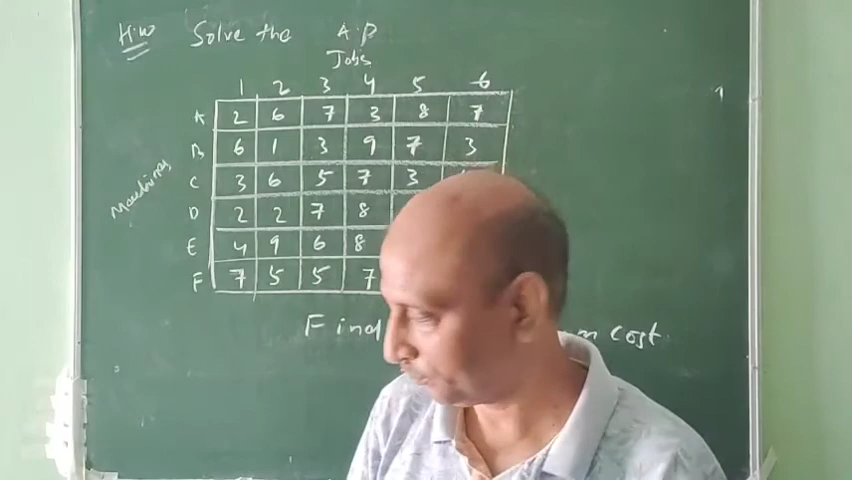 H.W Solve the A.P
Jobs
1 2 3 4 5 6
A 2 6 7 3 8 7
B 6 1 3 9 7 3
Machines
C 3 6 5 7 3
D 2 2 7 8
E 4 9 6 8
F 7 5 5 7
Find cost.